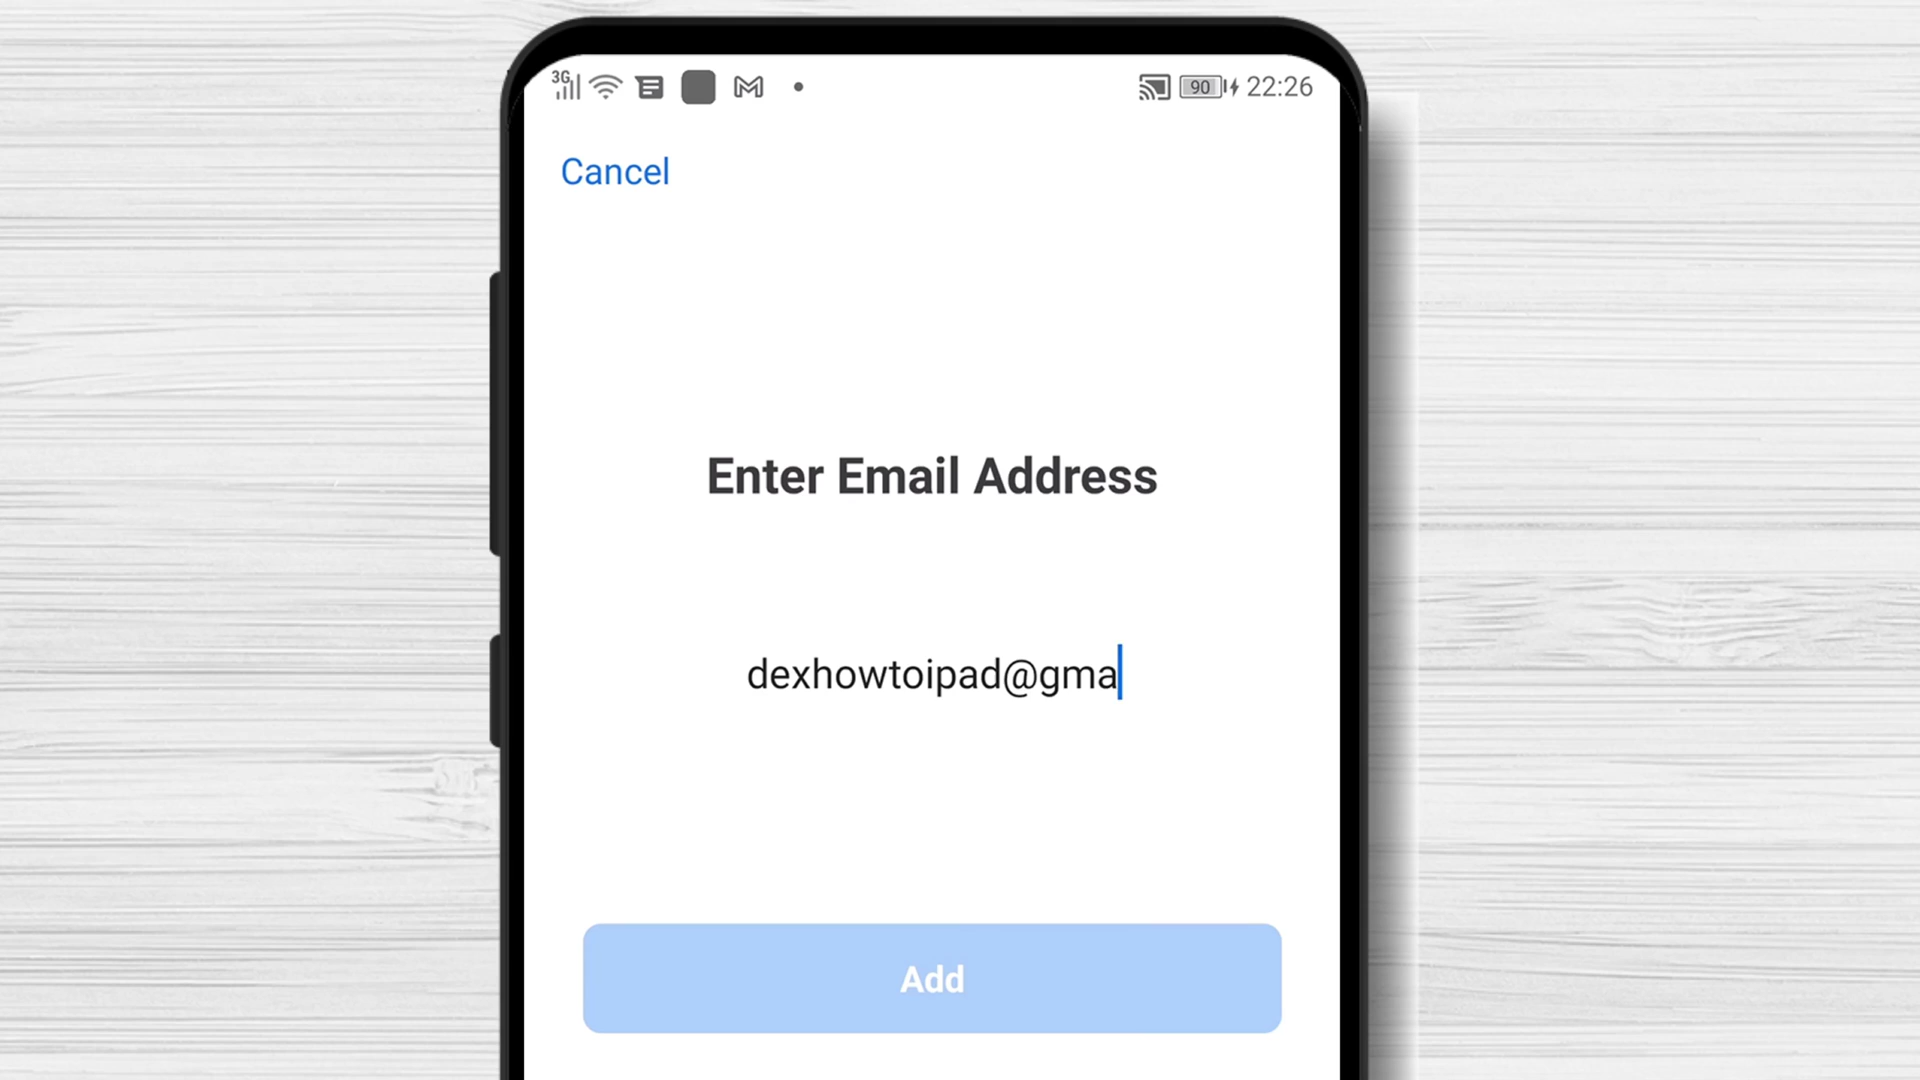 3G 90 22:26
Cancel
Enter Email Address
dexhowtoipad@gma
Add